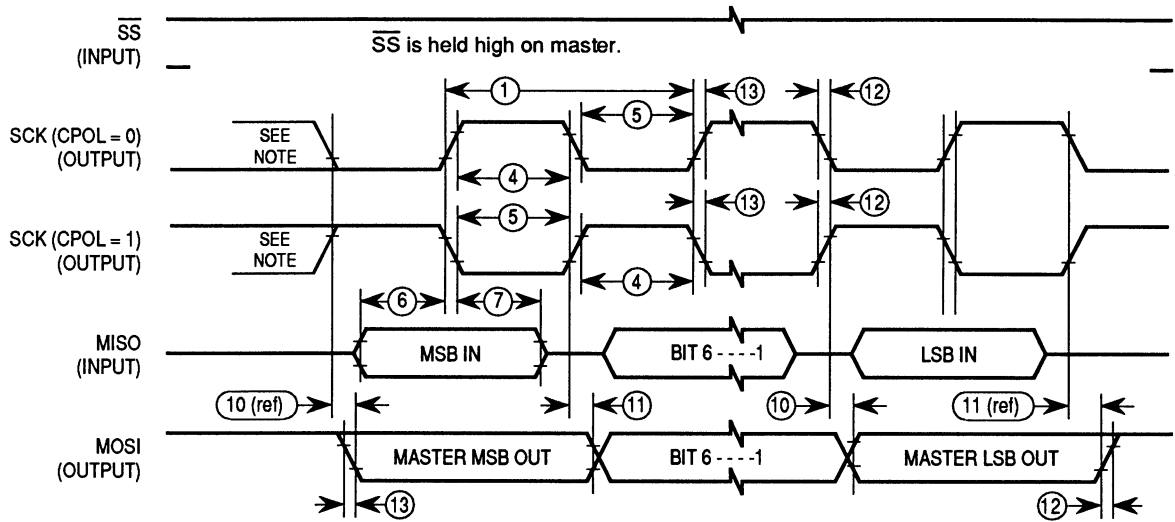 SS
(INPUT)
SS is held high on master.
1
13
12
5
SCK (CPOL = 0)
(OUTPUT)
SEE
NOTE
4
5
13
12
SCK (CPOL = 1)
(OUTPUT)
SEE
NOTE
4
6
7
MISO
(INPUT)
MSB IN
BIT 6 - - - - - 1
LSB IN
10 (ref)
11
10
11 (ref)
MOSI
(OUTPUT)
MASTER MSB OUT
BIT 6 - - - - - 1
MASTER LSB OUT
13
12